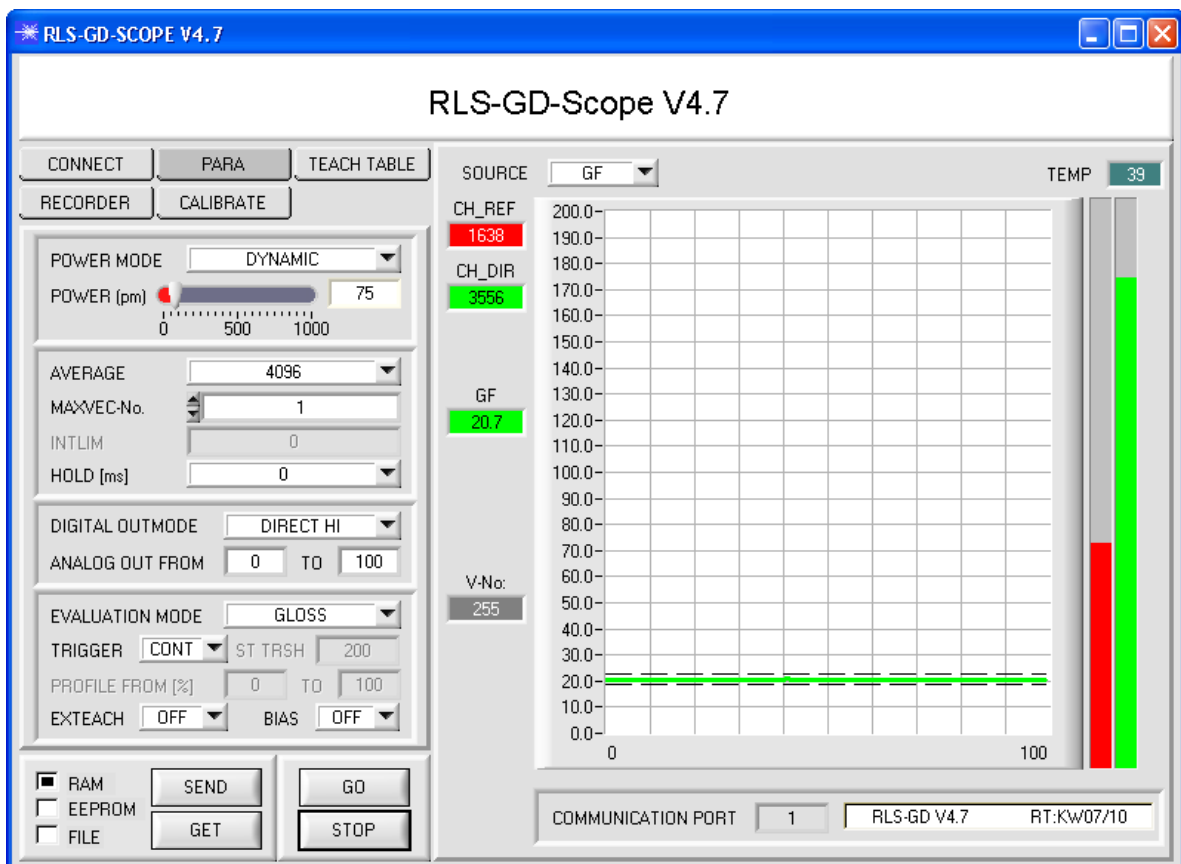 RLS-GD-SCOPE V4.7
RLS-GD-Scope V4.7
CONNECT PARA TEACH TABLE
RECORDER CALIBRATE
POWER MODE DYNAMIC
POWER (pm) 75
0 500 1000
AVERAGE 4096
MAXVEC-No. 1
INTLIM 0
HOLD [ms] 0
DIGITAL OUTMODE DIRECT HI
ANALOG OUT FROM 0 TO 100
EVALUATION MODE GLOSS
TRIGGER CONT ST TRSH 200
PROFILE FROM [%] 0 TO 100
EXTEACH OFF BIAS OFF
RAM
EEPROM
FILE
SEND
GET
GO
STOP
SOURCE GF
TEMP 39
CH_REF
1638
CH_DIR
3556
GF
20.7
V-No:
255
200.0
190.0
180.0
170.0
160.0
150.0
140.0
130.0
120.0
110.0
100.0
90.0
80.0
70.0
60.0
50.0
40.0
30.0
20.0
10.0
0.0
0 100
COMMUNICATION PORT 1 RLS-GD V4.7 RT:KW07/10